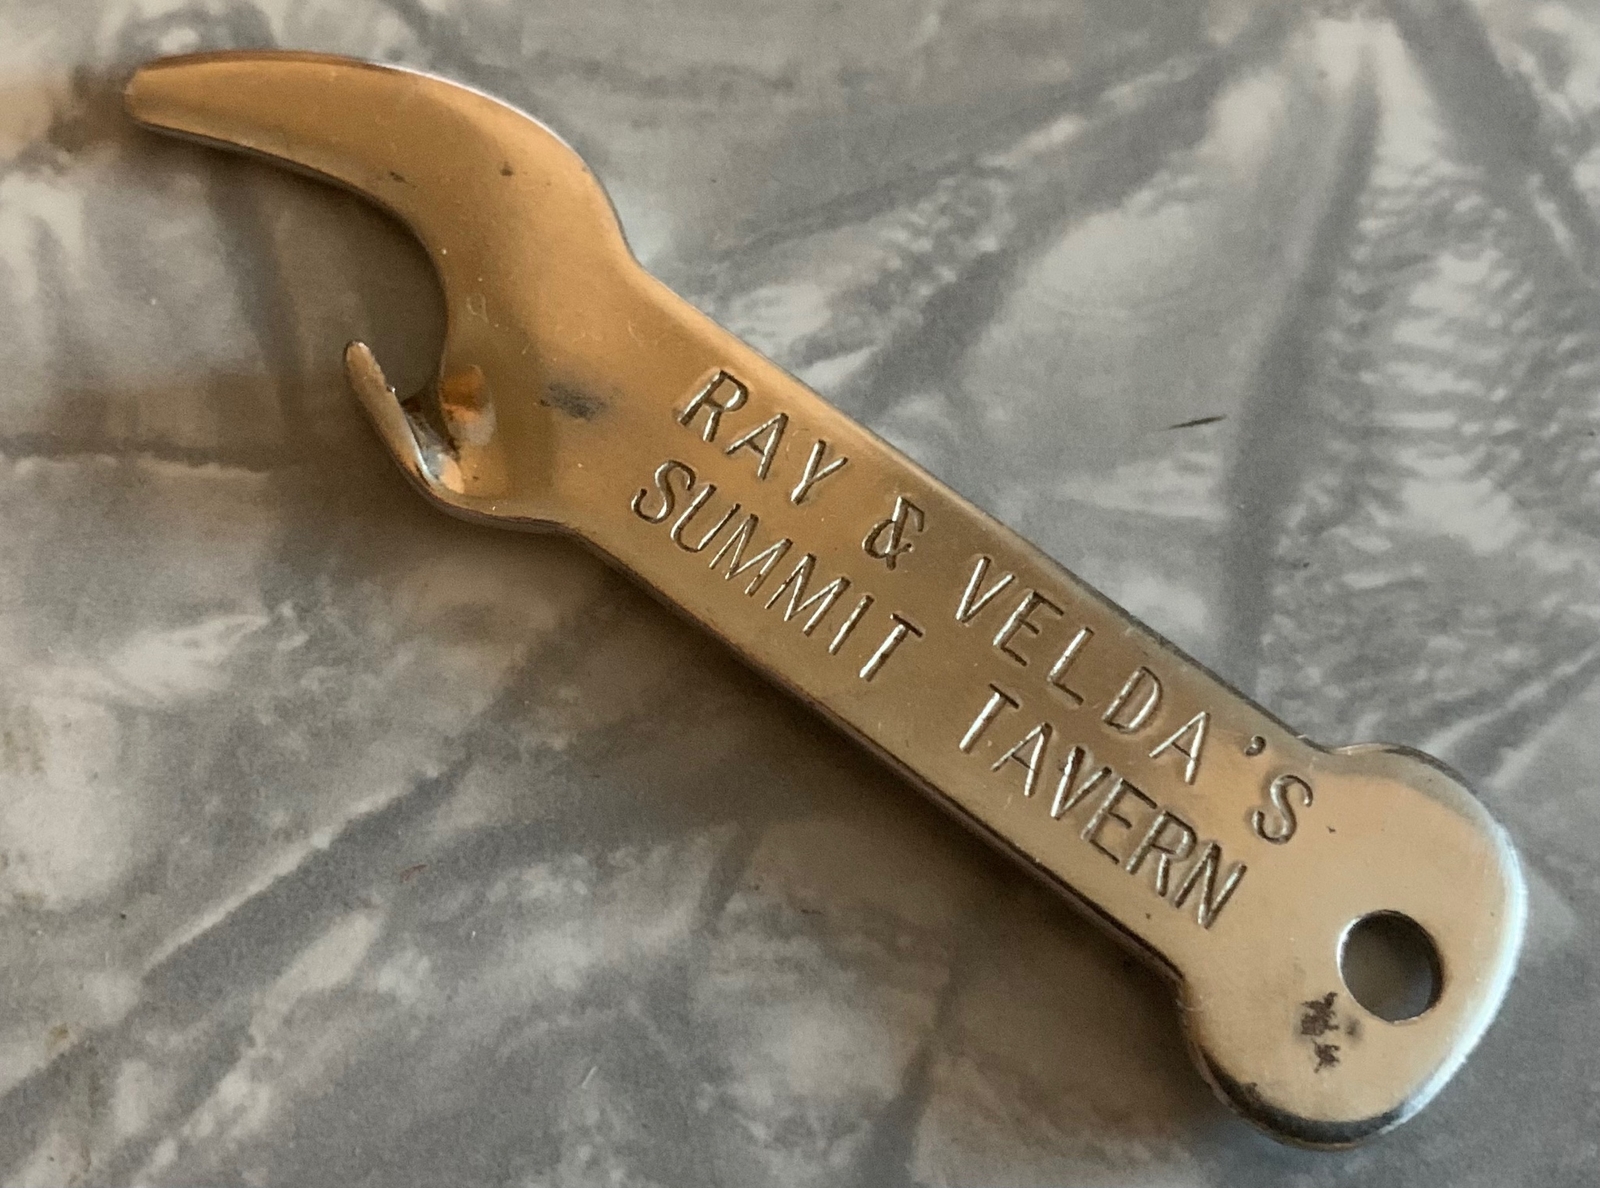 RAY & VELDA'S
SUMMIT TAVERN